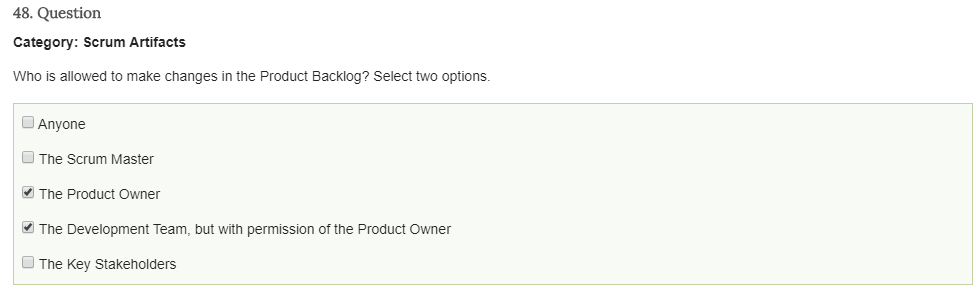 48. Question
Category: Scrum Artifacts
Who is allowed to make changes in the Product Backlog? Select two options.
Anyone
The Scrum Master
The Product Owner
The Development Team, but with permission of the Product Owner
The Key Stakeholders